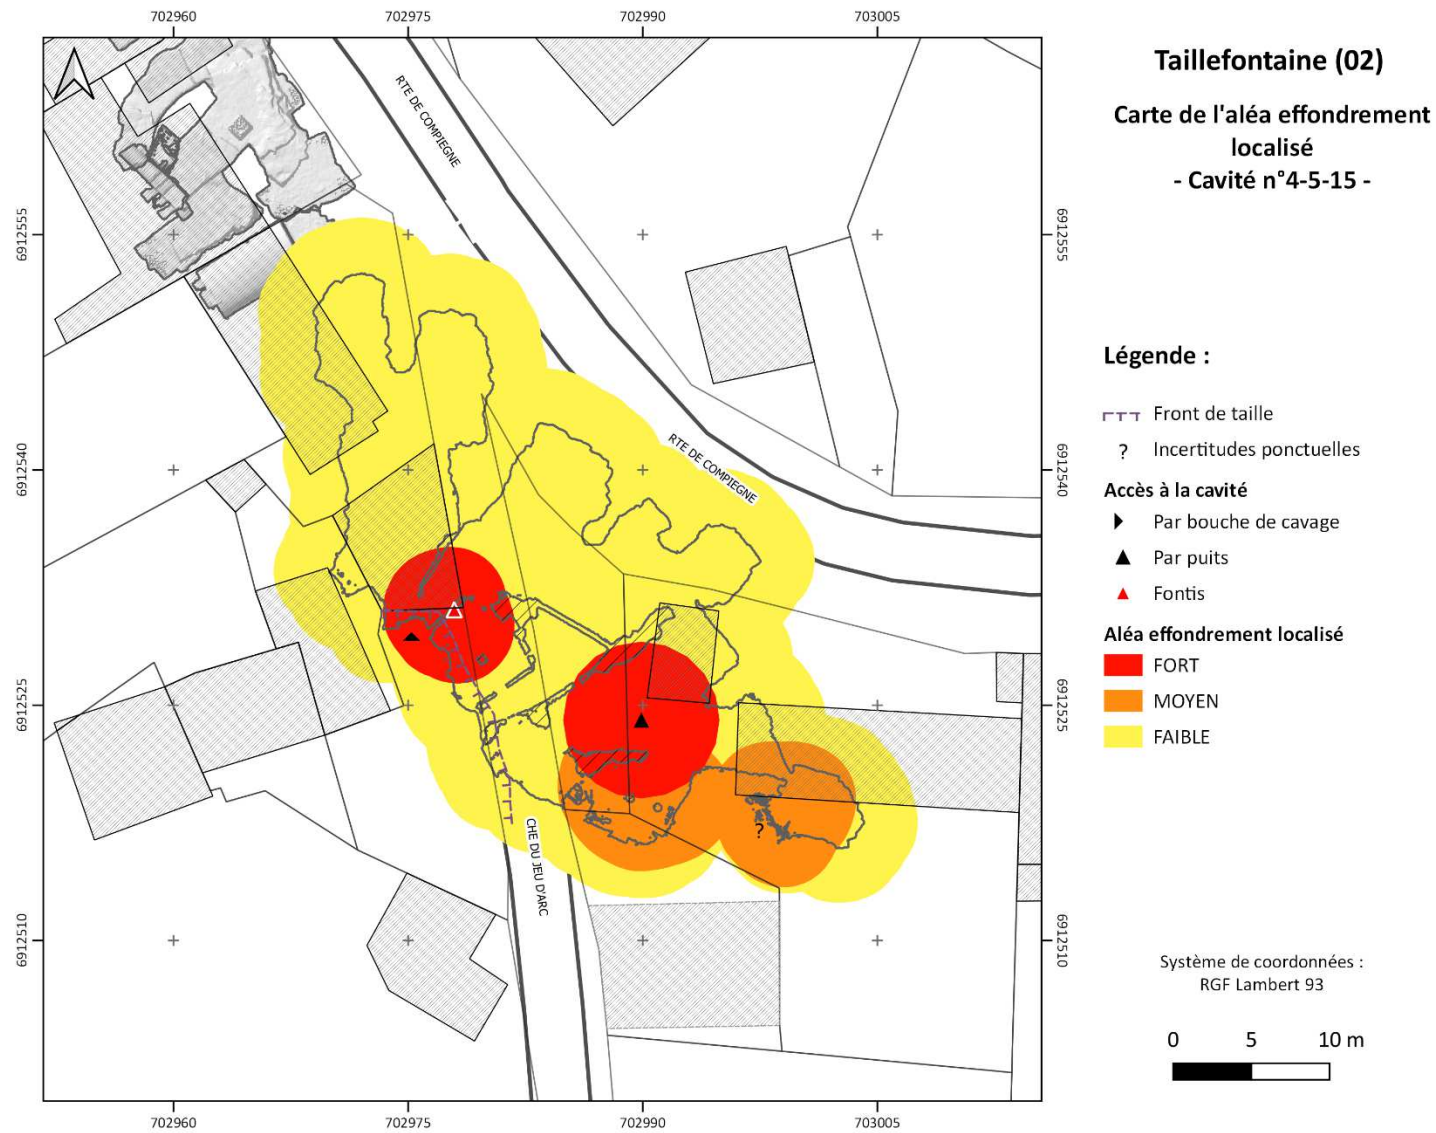 702960
702975
702990
703005
Taillefontaine (02)
Carte de l'aléa effondrement
localisé
- Cavité n°4-5-15 -
6912555
6912540
6912525
6912510
RTE DE COMPIEGNE
RTE DE COMPIEGNE
CHE DU JEU D'ARC
?
6912555
6912540
6912525
6912510
Légende :
Front de taille
? Incertitudes ponctuelles
Accès à la cavité
Par bouche de cavage
Par puits
Fontis
Aléa effondrement localisé
FORT
MOYEN
FAIBLE
Système de coordonnées :
RGF Lambert 93
0 5 10 m
702960
702975
702990
703005